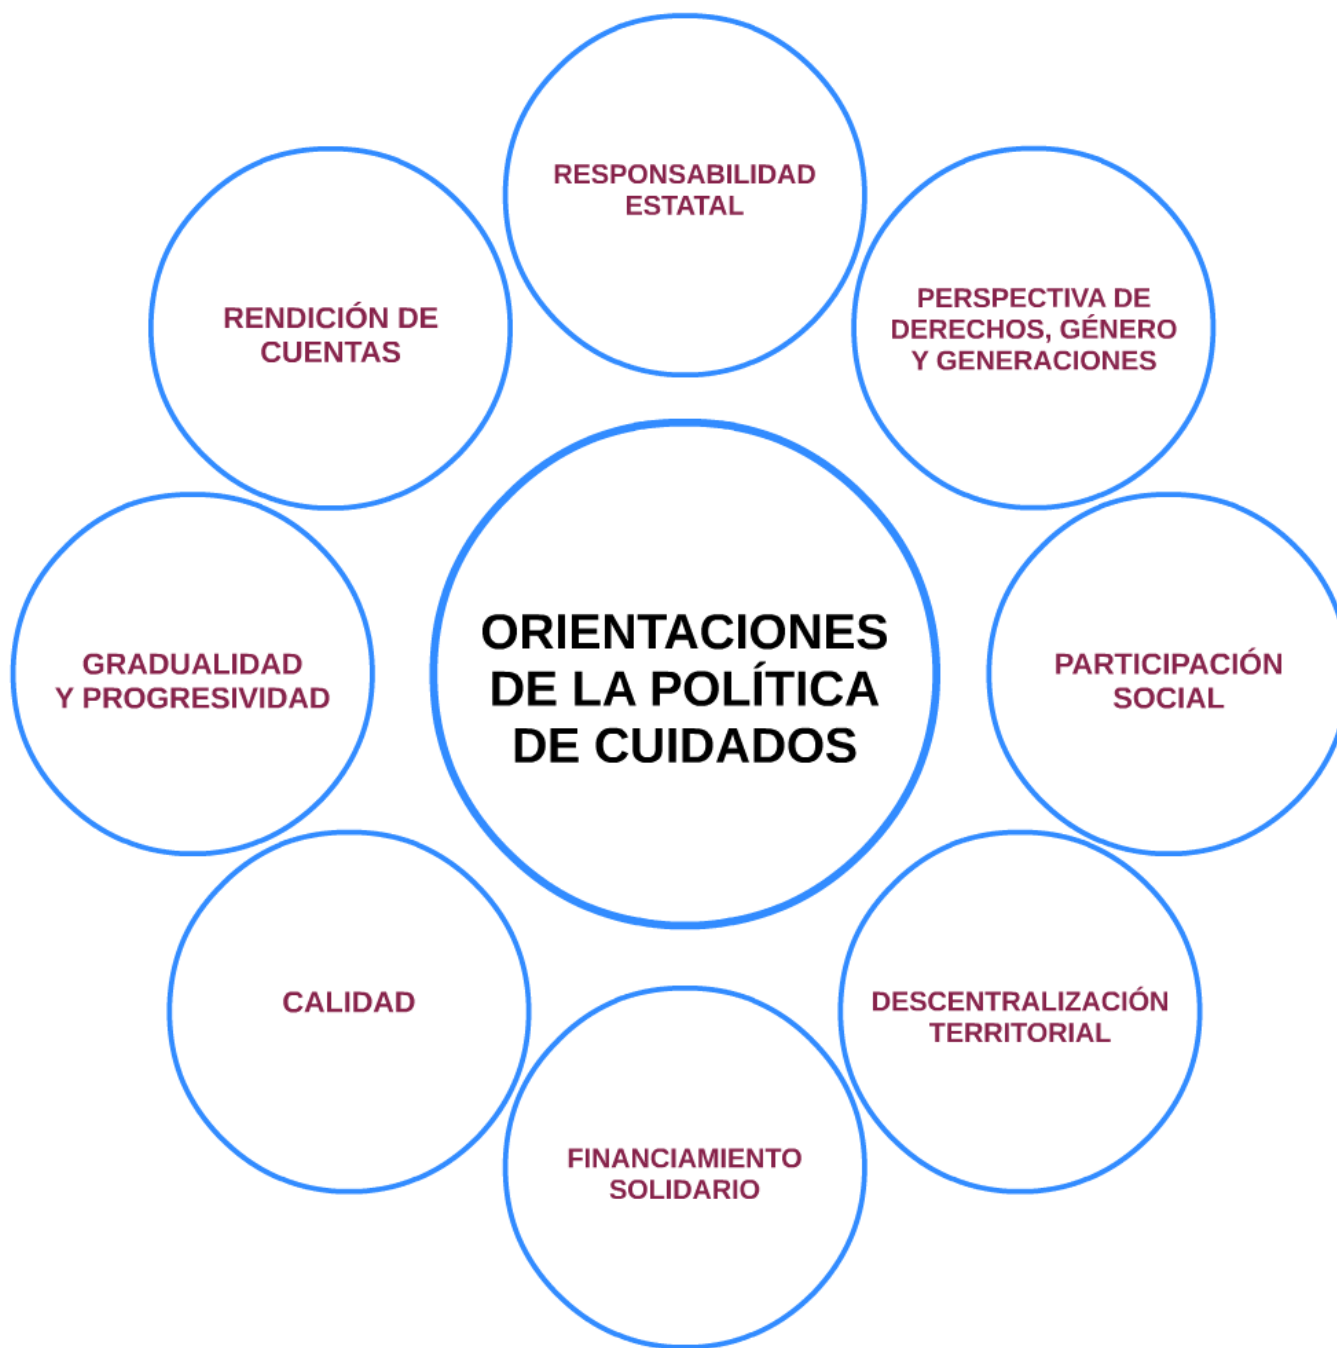 RESPONSABILIDAD
ESTATAL
PERSPECTIVA DE
DERECHOS, GÉNERO
Y GENERACIONES
RENDICIÓN DE
CUENTAS
ORIENTACIONES
DE LA POLÍTICA
DE CUIDADOS
GRADUALIDAD
Y PROGRESIVIDAD
PARTICIPACIÓN
SOCIAL
CALIDAD
DESCENTRALIZACIÓN
TERRITORIAL
FINANCIAMIENTO
SOLIDARIO